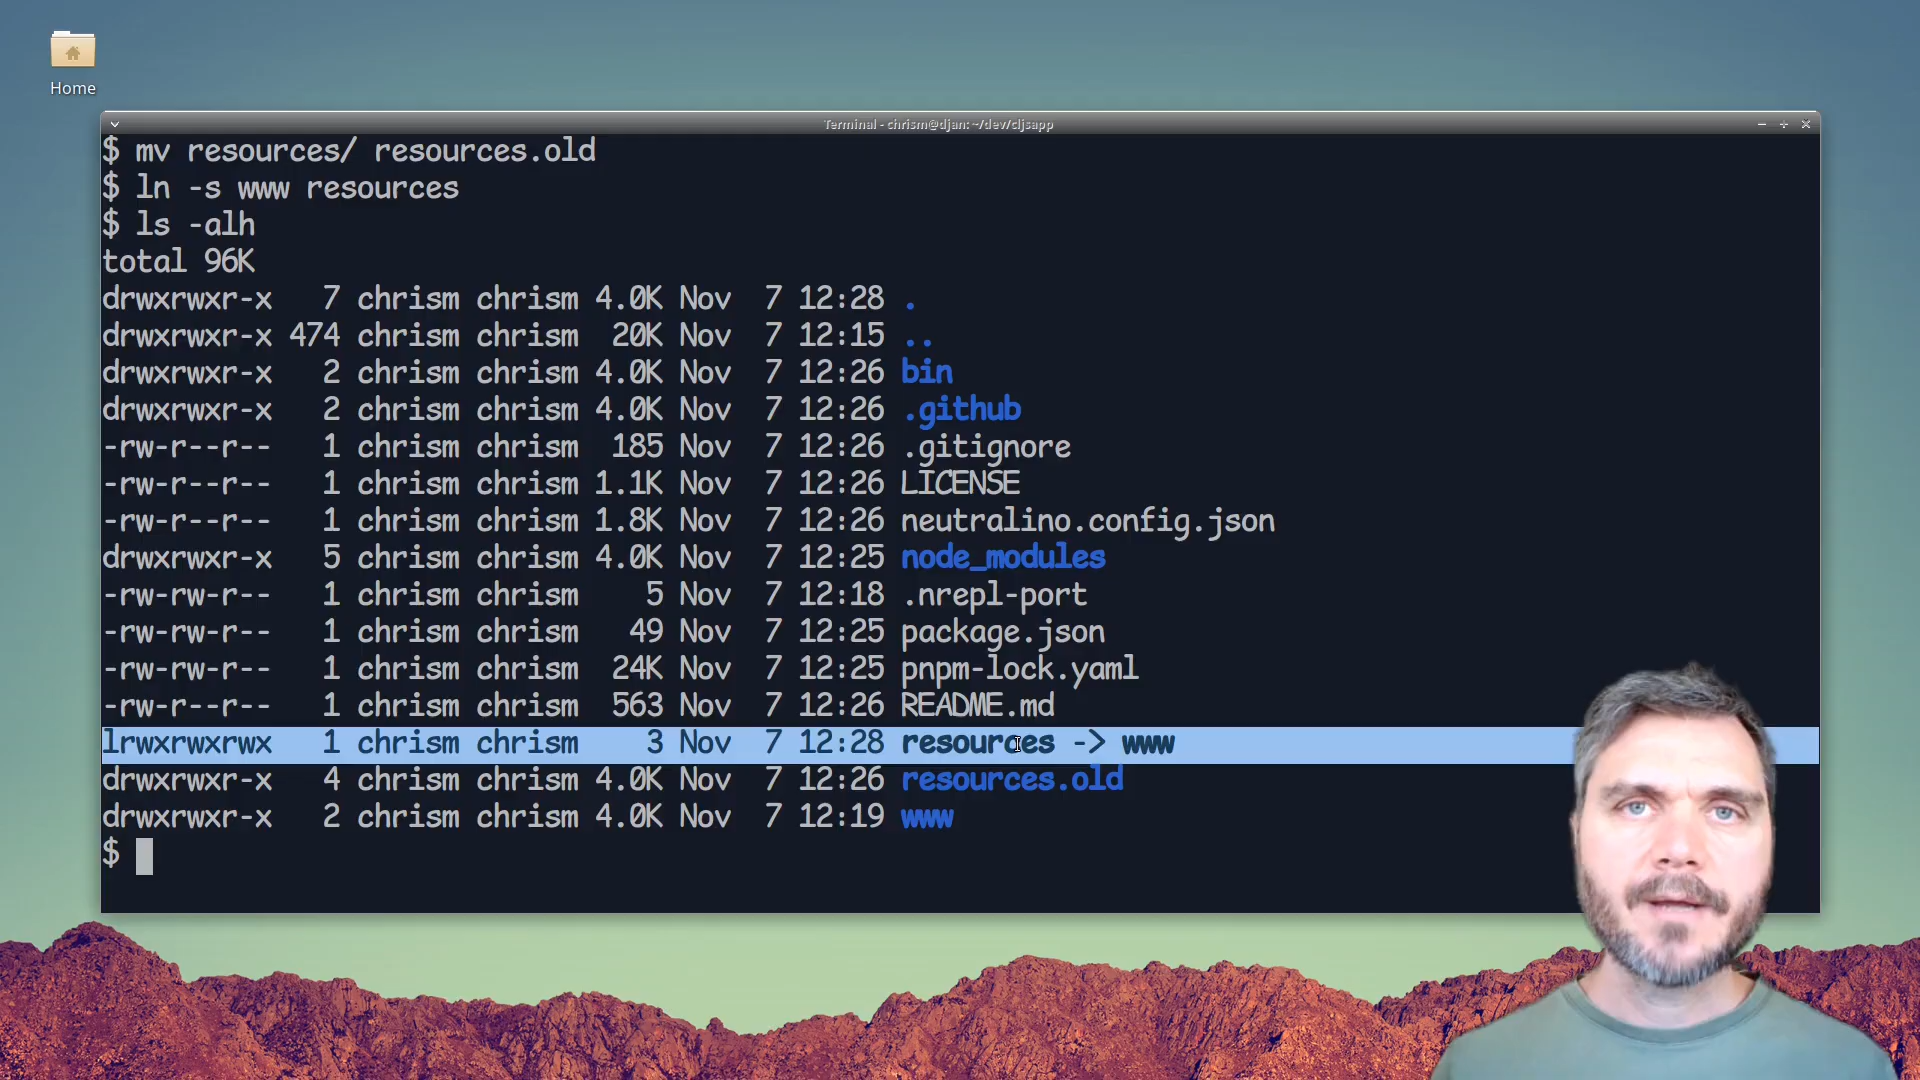 Home
Terminal - chrism@djan: ~/dev/cljsapp
$ mv resources/ resources.old
$ ln -s www resources
$ ls -alh
total 96K
drwxrwxr-x   7 chrism chrism 4.0K Nov  7 12:28 .
drwxrwxr-x 474 chrism chrism  20K Nov  7 12:15 ..
drwxrwxr-x   2 chrism chrism 4.0K Nov  7 12:26 bin
drwxrwxr-x   2 chrism chrism 4.0K Nov  7 12:26 .github
-rw-r--r--   1 chrism chrism  185 Nov  7 12:26 .gitignore
-rw-r--r--   1 chrism chrism 1.1K Nov  7 12:26 LICENSE
-rw-r--r--   1 chrism chrism 1.8K Nov  7 12:26 neutralino.config.json
drwxrwxr-x   5 chrism chrism 4.0K Nov  7 12:25 node_modules
-rw-rw-r--   1 chrism chrism    5 Nov  7 12:18 .nrepl-port
-rw-rw-r--   1 chrism chrism   49 Nov  7 12:25 package.json
-rw-rw-r--   1 chrism chrism  24K Nov  7 12:25 pnpm-lock.yaml
-rw-r--r--   1 chrism chrism  563 Nov  7 12:26 README.md
lrwxrwxrwx   1 chrism chrism    3 Nov  7 12:28 resources -> www
drwxrwxr-x   4 chrism chrism 4.0K Nov  7 12:26 resources.old
drwxrwxr-x   2 chrism chrism 4.0K Nov  7 12:19 www
$